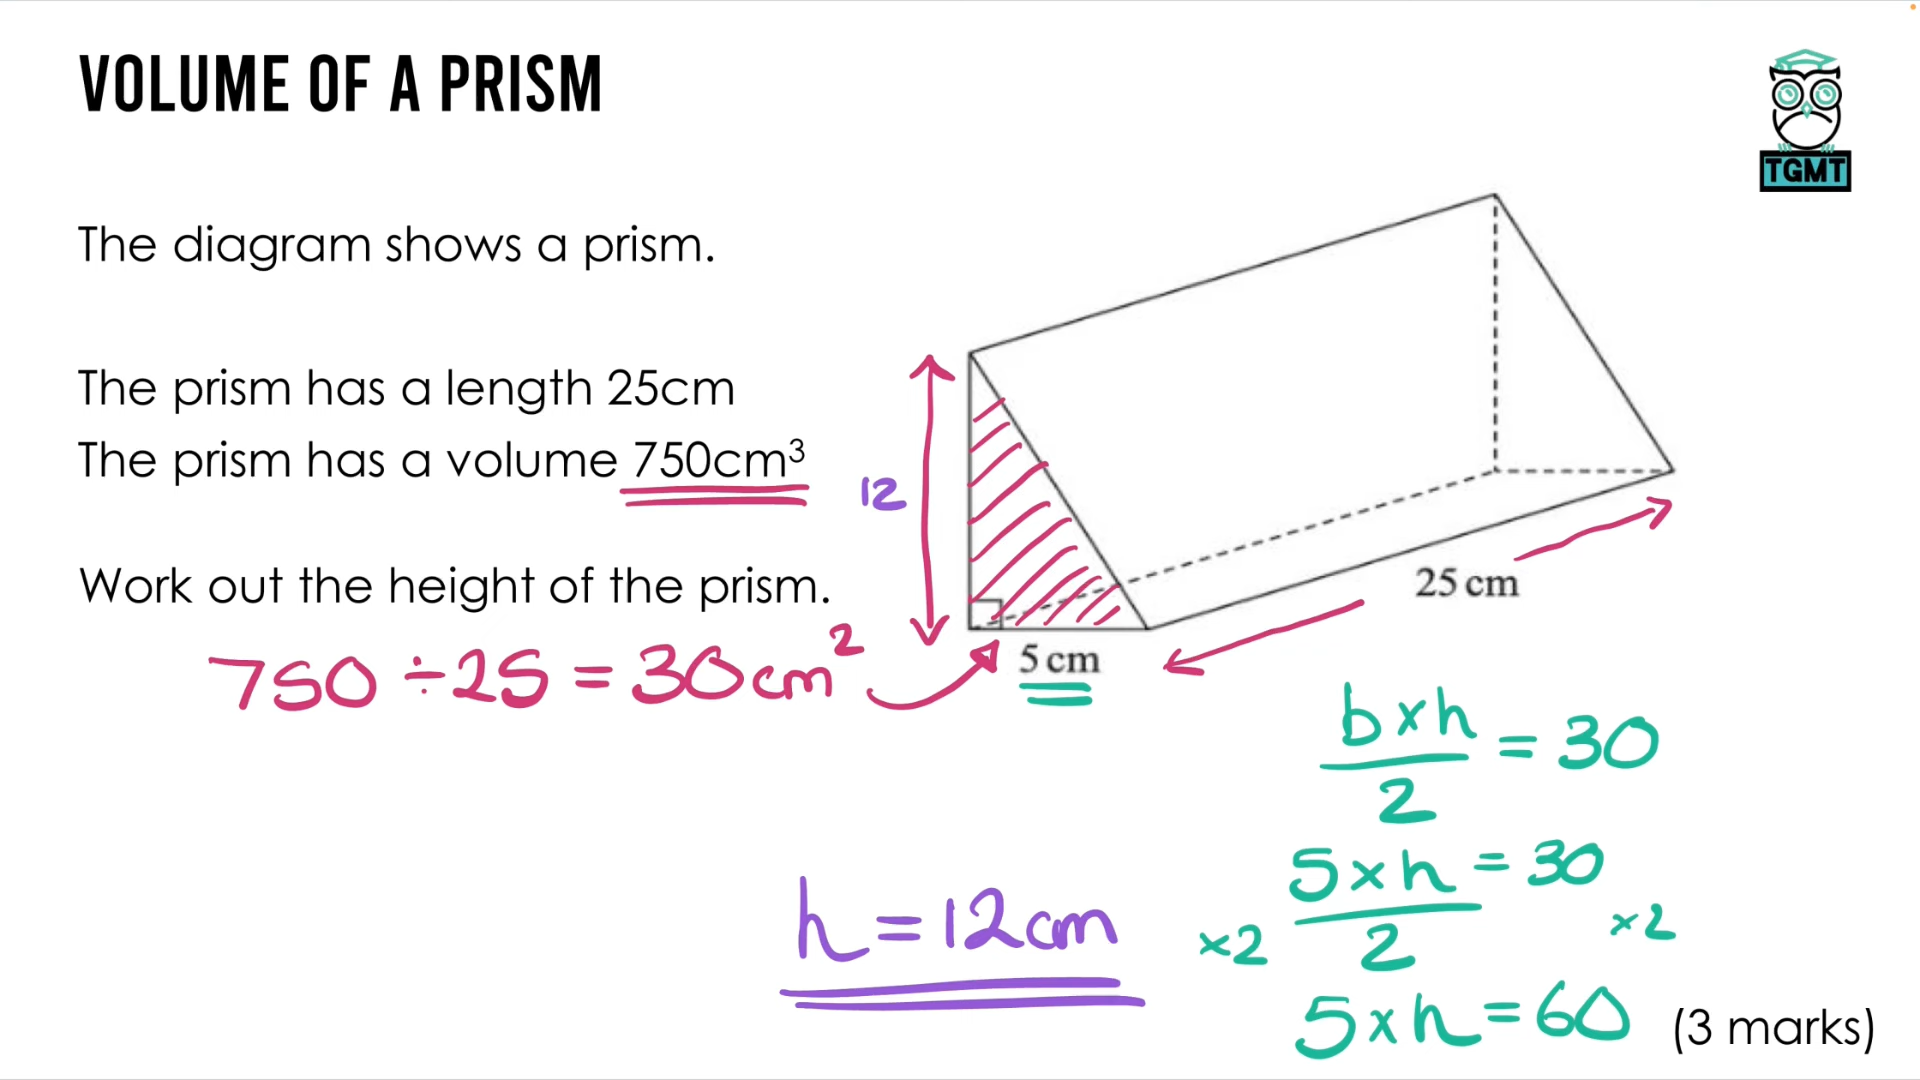 VOLUME OF A PRISM
TGMT
The diagram shows a prism.
The prism has a length 25cm
The prism has a volume 750cm³
12
Work out the height of the prism.
25 cm
5 cm
750 ÷ 25 = 30cm²
b × h / 2 = 30
5 × h / 2 = 30
×2 ×2
h = 12cm
5 × h = 60
(3 marks)